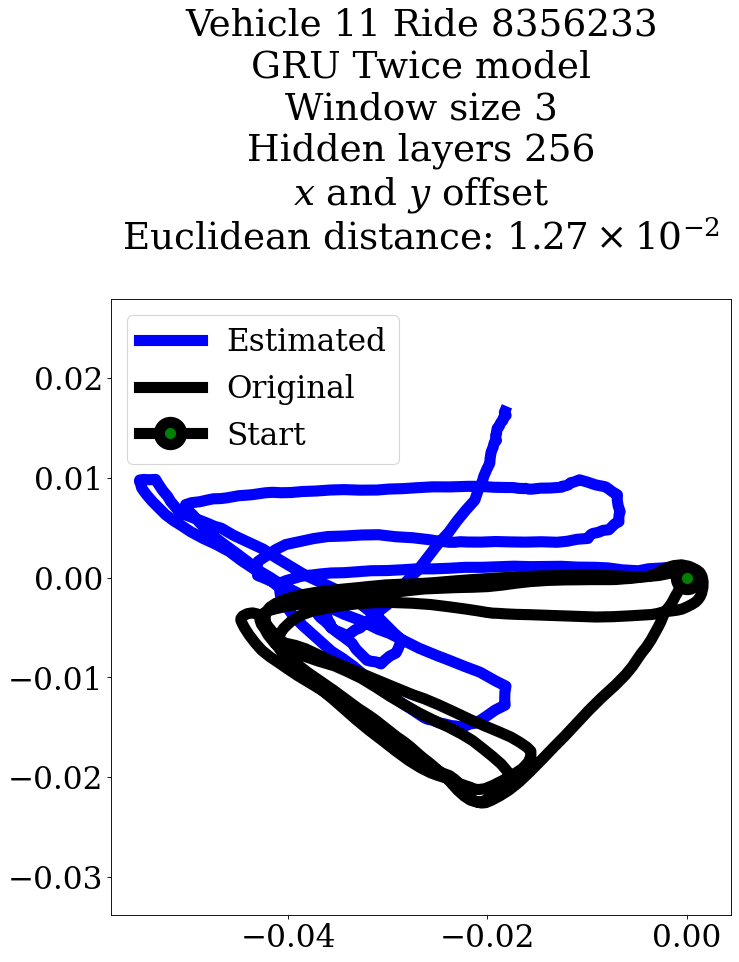 Vehicle 11 Ride 8356233
GRU Twice model
Window size 3
Hidden layers 256
x and y offset
Euclidean distance: 1.27 × 10⁻²
Estimated
Original
Start
0.02
0.01
0.00
−0.01
−0.02
−0.03
−0.04
−0.02
0.00